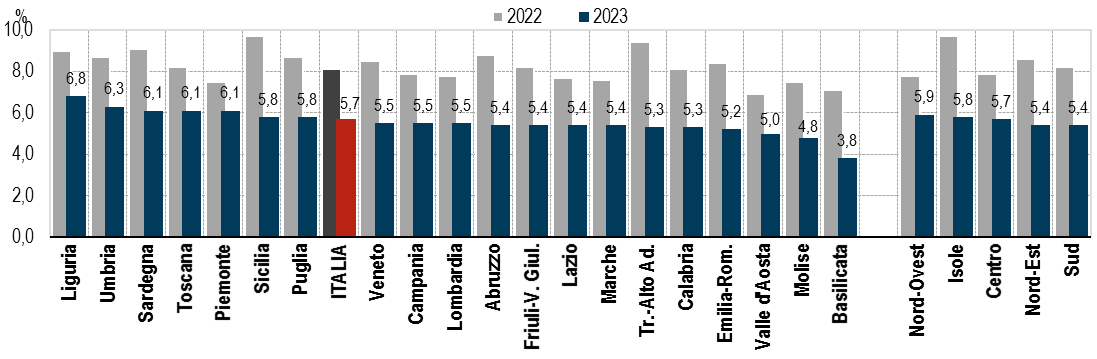 % 2022 2023
10,0
8,0
6,0
4,0
2,0
0,0
6,8 6,3 6,1 6,1 6,1 5,8 5,8 5,7 5,5 5,5 5,5 5,4 5,4 5,4 5,4 5,3 5,3 5,2 5,0 4,8 3,8 5,9 5,8 5,7 5,4 5,4
Liguria
Umbria
Sardegna
Toscana
Piemonte
Sicilia
Puglia
ITALIA
Veneto
Campania
Lombardia
Abruzzo
Friuli-V. Giul.
Lazio
Marche
Tr.-Alto Ad.
Calabria
Emilia-Rom.
Valle d'Aosta
Molise
Basilicata
Nord-Ovest
Isole
Centro
Nord-Est
Sud